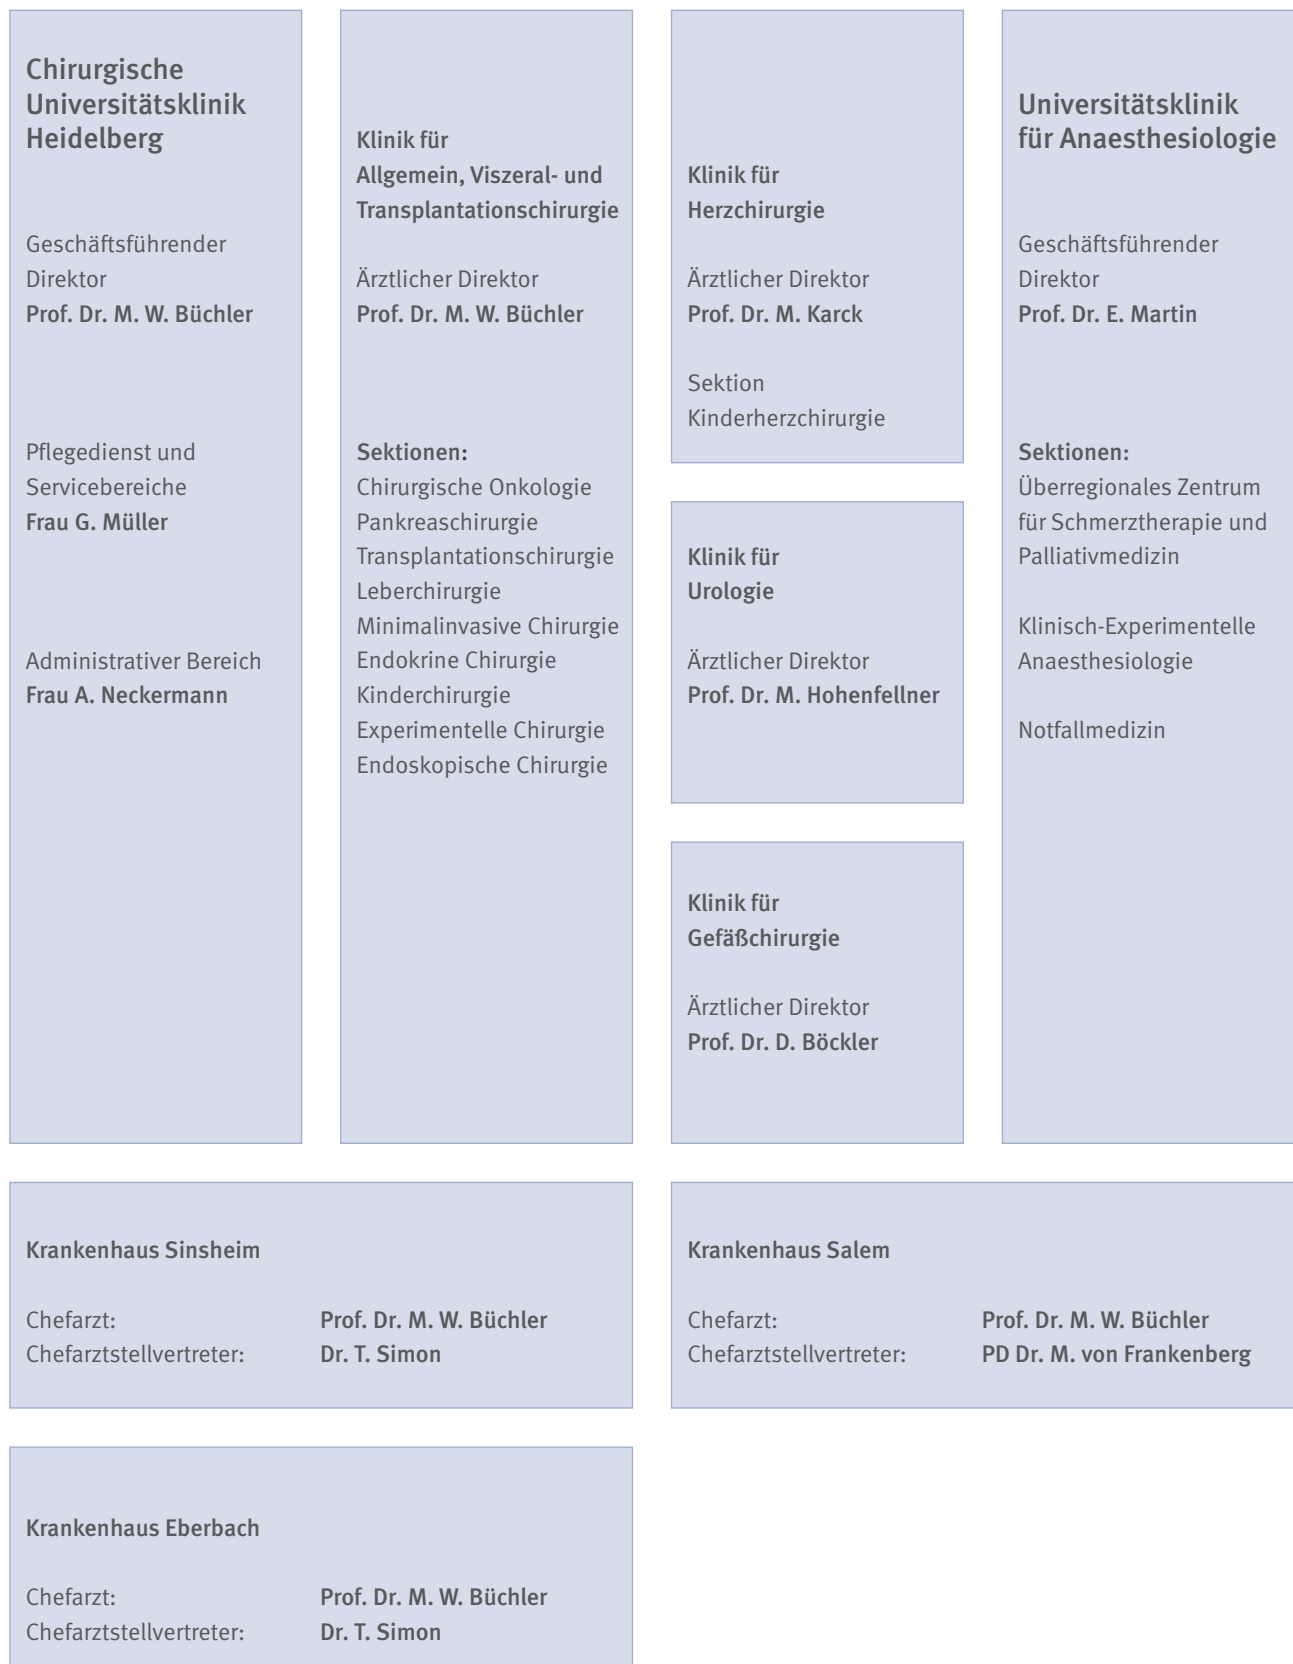 Chirurgische
Universitätsklinik
Heidelberg
Geschäftsführender
Direktor
Prof. Dr. M. W. Büchler
Pflegedienst und
Servicebereiche
Frau G. Müller
Administrativer Bereich
Frau A. Neckermann
Klinik für
Allgemein, Viszeral- und
Transplantationschirurgie
Ärztlicher Direktor
Prof. Dr. M. W. Büchler
Sektionen:
Chirurgische Onkologie
Pankreaschirurgie
Transplantationschirurgie
Leberchirurgie
Minimalinvasive Chirurgie
Endokrine Chirurgie
Kinderchirurgie
Experimentelle Chirurgie
Endoskopische Chirurgie
Klinik für
Herzchirurgie
Ärztlicher Direktor
Prof. Dr. M. Karck
Sektion
Kinderherzchirurgie
Klinik für
Urologie
Ärztlicher Direktor
Prof. Dr. M. Hohenfellner
Klinik für
Gefäßchirurgie
Ärztlicher Direktor
Prof. Dr. D. Böckler
Universitätsklinik
für Anaesthesiologie
Geschäftsführender
Direktor
Prof. Dr. E. Martin
Sektionen:
Überregionales Zentrum
für Schmerztherapie und
Palliativmedizin
Klinisch-Experimentelle
Anaesthesiologie
Notfallmedizin
Krankenhaus Sinsheim
Chefarzt: Prof. Dr. M. W. Büchler
Chefarztstellvertreter: Dr. T. Simon
Krankenhaus Salem
Chefarzt: Prof. Dr. M. W. Büchler
Chefarztstellvertreter: PD Dr. M. von Frankenberg
Krankenhaus Eberbach
Chefarzt: Prof. Dr. M. W. Büchler
Chefarztstellvertreter: Dr. T. Simon